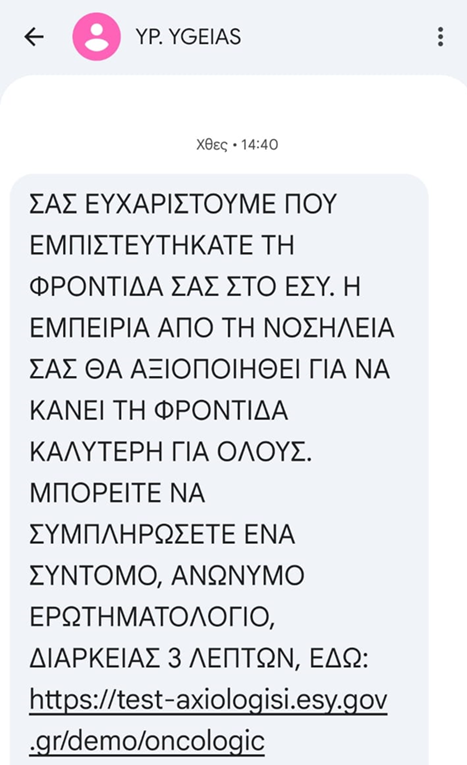 YP. YGEIAS
Χθες • 14:40
ΣΑΣ ΕΥΧΑΡΙΣΤΟΥΜΕ ΠΟΥ
ΕΜΠΙΣΤΕΥΤΗΚΑΤΕ ΤΗ
ΦΡΟΝΤΙΔΑ ΣΑΣ ΣΤΟ ΕΣΥ. Η
ΕΜΠΕΙΡΙΑ ΑΠΟ ΤΗ ΝΟΣΗΛΕΙΑ
ΣΑΣ ΘΑ ΑΞΙΟΠΟΙΗΘΕΙ ΓΙΑ ΝΑ
ΚΑΝΕΙ ΤΗ ΦΡΟΝΤΙΔΑ
ΚΑΛΥΤΕΡΗ ΓΙΑ ΟΛΟΥΣ.
ΜΠΟΡΕΙΤΕ ΝΑ
ΣΥΜΠΛΗΡΩΣΕΤΕ ΕΝΑ
ΣΥΝΤΟΜΟ, ΑΝΩΝΥΜΟ
ΕΡΩΤΗΜΑΤΟΛΟΓΙΟ,
ΔΙΑΡΚΕΙΑΣ 3 ΛΕΠΤΩΝ, ΕΔΩ:
https://test-axiologisi.esy.gov
.gr/demo/oncologic